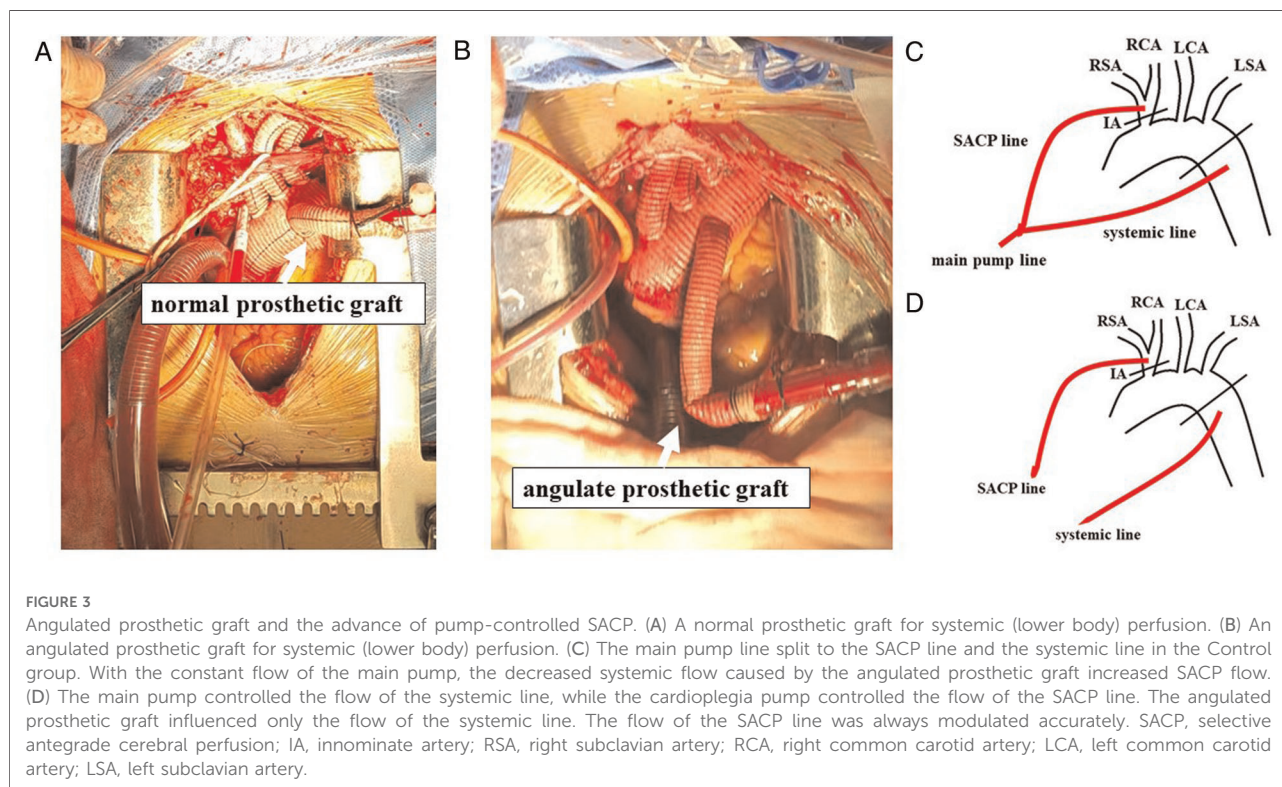 A
B
C
D
normal prosthetic graft
angulate prosthetic graft
RCA LCA
RSA
LSA
IA
SACP line
systemic line
main pump line
RCA LCA
RSA
LSA
IA
SACP line
systemic line
FIGURE 3
Angulated prosthetic graft and the advance of pump-controlled SACP. (A) A normal prosthetic graft for systemic (lower body) perfusion. (B) An
angulated prosthetic graft for systemic (lower body) perfusion. (C) The main pump line split to the SACP line and the systemic line in the Control
group. With the constant flow of the main pump, the decreased systemic flow caused by the angulated prosthetic graft increased SACP flow.
(D) The main pump controlled the flow of the systemic line, while the cardioplegia pump controlled the flow of the SACP line. The angulated
prosthetic graft influenced only the flow of the systemic line. The flow of the SACP line was always modulated accurately. SACP, selective
antegrade cerebral perfusion; IA, innominate artery; RSA, right subclavian artery; RCA, right common carotid artery; LCA, left common carotid
artery; LSA, left subclavian artery.